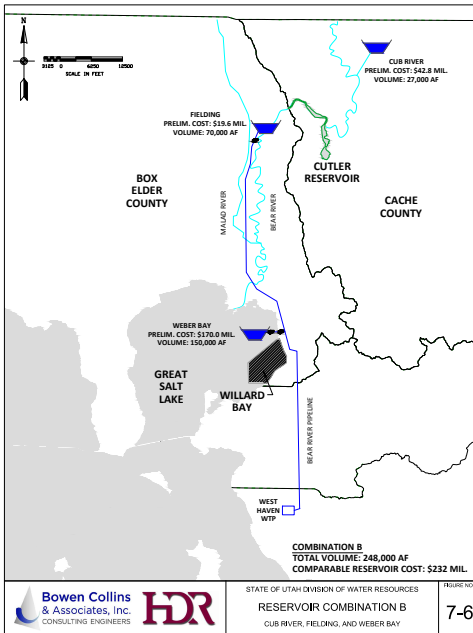 N
3125 0 6250 12500
SCALE IN FEET
CUB RIVER
PRELIM. COST: $42.8 MIL.
VOLUME: 27,000 AF
FIELDING
PRELIM. COST: $19.6 MIL.
VOLUME: 70,000 AF
CUTLER
RESERVOIR
BOX
ELDER
COUNTY
CACHE
COUNTY
MALAD RIVER
BEAR RIVER
WEBER BAY
PRELIM. COST: $170.0 MIL.
VOLUME: 150,000 AF
GREAT
SALT
LAKE
WILLARD
BAY
BEAR RIVER PIPELINE
WEST
HAVEN
WTP
COMBINATION B
TOTAL VOLUME: 248,000 AF
COMPARABLE RESERVOIR COST: $232 MIL.
Bowen Collins
& Associates, Inc.
CONSULTING ENGINEERS
HDR
STATE OF UTAH DIVISION OF WATER RESOURCES
RESERVOIR COMBINATION B
CUB RIVER, FIELDING, AND WEBER BAY
FIGURE NO.
7-6